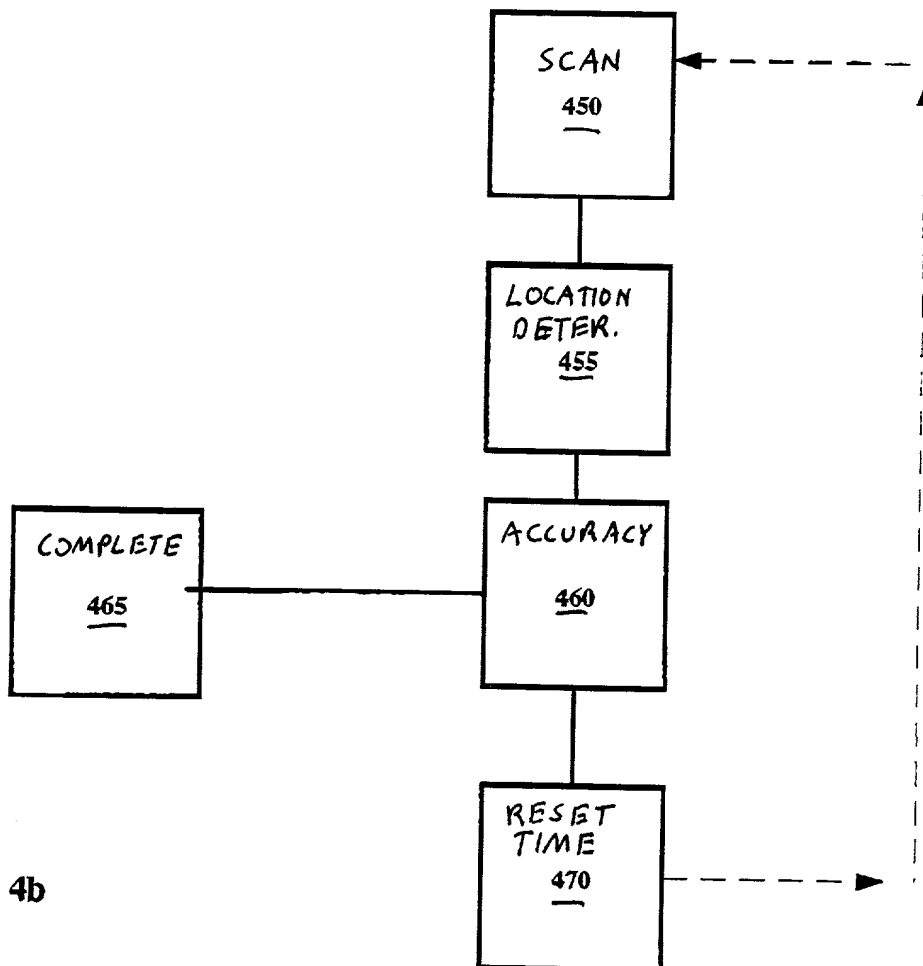 SCAN
450
LOCATION
DETER.
455
ACCURACY
460
COMPLETE
465
RESET
TIME
470
4b